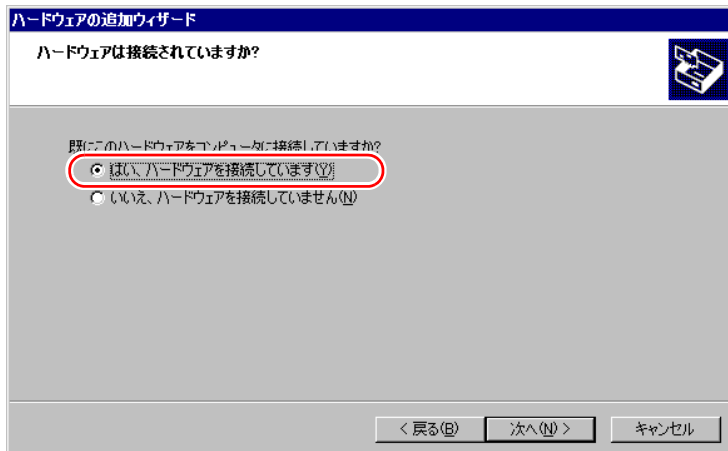 ハードウェアの追加ウィザード
ハードウェアは接続されていますか?
既にこのハードウェアをコンピュータに接続していますか?
はい、ハードウェアを接続しています(Y)
いいえ、ハードウェアを接続していません(N)
< 戻る(B)
次へ(N) >
キャンセル